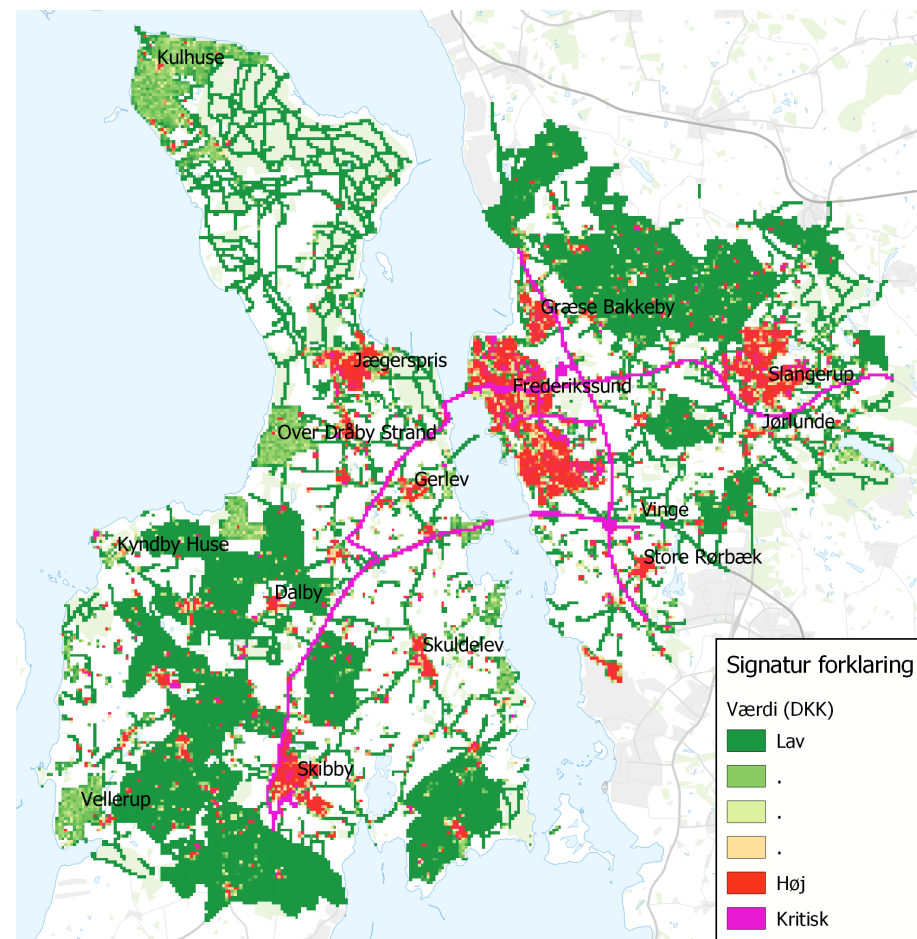 Kulhuse
Græse Bakkeby
Jægerspris
Slangerup
Frederikssund
Jørlunde
Over Dråby Strand
Gerlev
Vinge
Kyndby Huse
Store Rørbæk
Dalby
Skuldelev
Skibby
Vellerup
Signatur forklaring
Værdi (DKK)
Lav
.
.
.
Høj
Kritisk